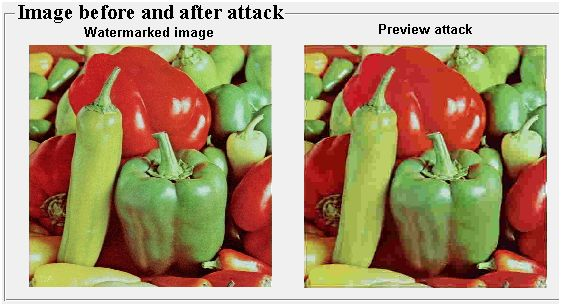 Image before and after attack
Watermarked image
Preview attack